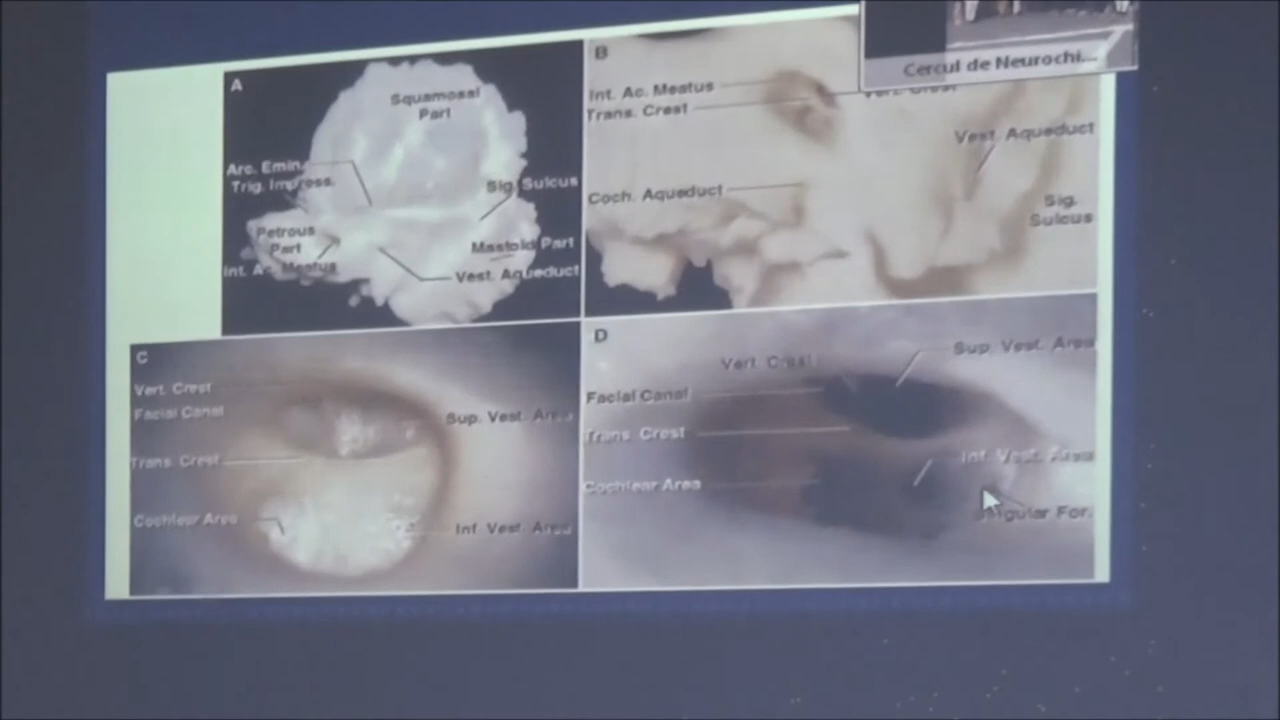 Cercul de Neurochi...
A
Squamosal
Part
Arc. Emin.
Trig. Impress.
Sig. Sulcus
Petrous
Part
Mastoid Part
Int. Ac. Meatus
Vest. Aqueduct
B
Int. Ac. Meatus
Trans. Crest
Vert. Crest
Vest. Aqueduct
Coch. Aqueduct
Sig.
Sulcus
C
Vert. Crest
Facial Canal
Sup. Vest. Area
Trans. Crest
Cochlear Area
Inf. Vest. Area
D
Sup. Vest. Area
Vert. Crest
Facial Canal
Trans. Crest
Inf. Vest. Area
Cochlear Area
For.